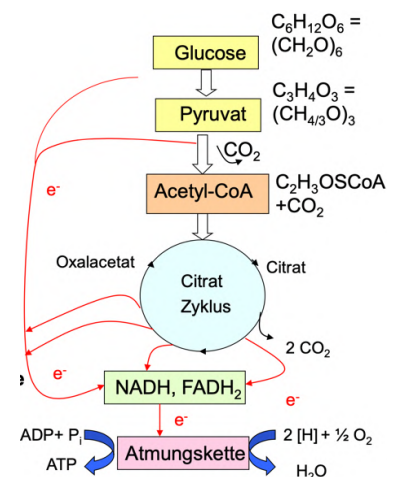 C₆H₁₂O₆ =
(CH₂O)₆
Glucose
C₃H₄O₃ =
(CH₄/₃O)₃
Pyruvat
CO₂
e⁻
Acetyl-CoA
C₂H₃OSCoA
+CO₂
Oxalacetat
Citrat
Citrat
Zyklus
2 CO₂
e⁻
NADH, FADH₂
e⁻
e⁻
ADP+ Pᵢ
2 [H] + ½ O₂
Atmungskette
ATP
H₂O